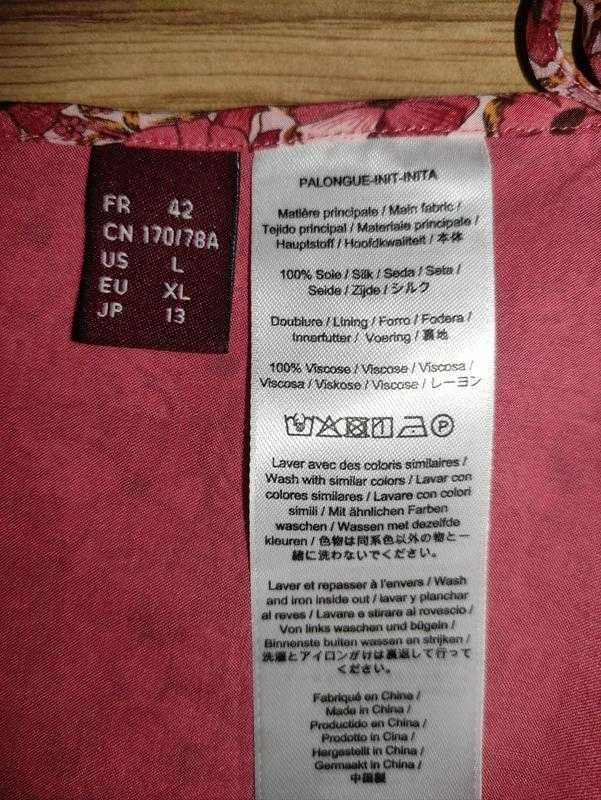 FR 42
CN 170/78A
US L
EU XL
JP 13
PALONGUE-INIT-INITA
Matière principale / Main fabric /
Tejido principal / Materiale principale /
Hauptstoff / Hoofdkwaliteit / 本体
100% Soie / Silk / Seda / Seta /
Seide / Zijde / シルク
Doublure / Lining / Forro / Fodera /
Innerfutter / Voering / 裏地
100% Viscose / Viscose / Viscosa /
Viscosa / Viskose / Viscose / レーヨン
P
Laver avec des coloris similaires /
Wash with similar colors / Lavar con
colores similares / Lavare con colori
simili / Mit ähnlichen Farben
waschen / Wassen met dezelfde
kleuren / 色物は同系色以外の物と一
緒に洗わないでください。
Laver et repasser à l'envers / Wash
and iron inside out / lavar y planchar
al reves / Lavare e stirare al rovescio /
Von links waschen und bügeln /
Binnenste buiten wassen en strijken /
洗濯とアイロンがけは裏返して行って
ください。
Fabriqué en Chine /
Made in China /
Productido en China /
Prodotto in Cina /
Hergestellt in China /
Germaakt in China /
中国製